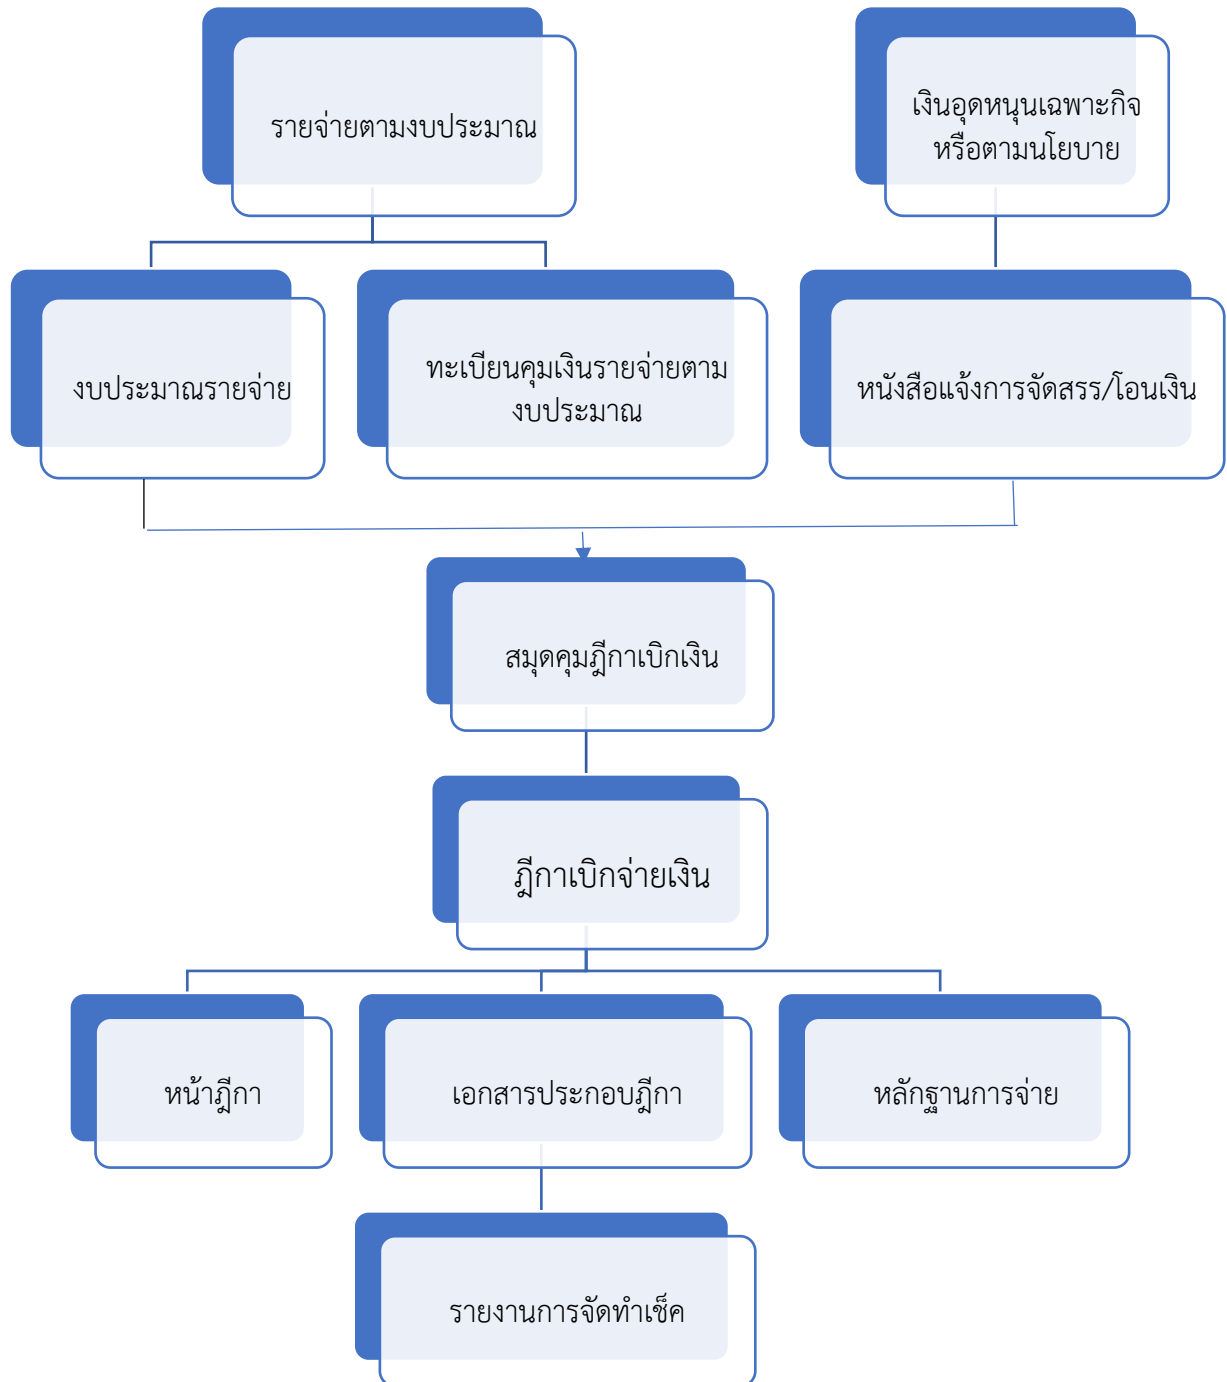 รายจ่ายตามงบประมาณ
เงินอุดหนุนเฉพาะกิจ
หรือตามนโยบาย
งบประมาณรายจ่าย
ทะเบียนคุมเงินรายจ่ายตาม
งบประมาณ
หนังสือแจ้งการจัดสรร/โอนเงิน
สมุดคุมฎีกาเบิกเงิน
ฎีกาเบิกจ่ายเงิน
หน้าฎีกา
เอกสารประกอบฎีกา
หลักฐานการจ่าย
รายงานการจัดทำเช็ค